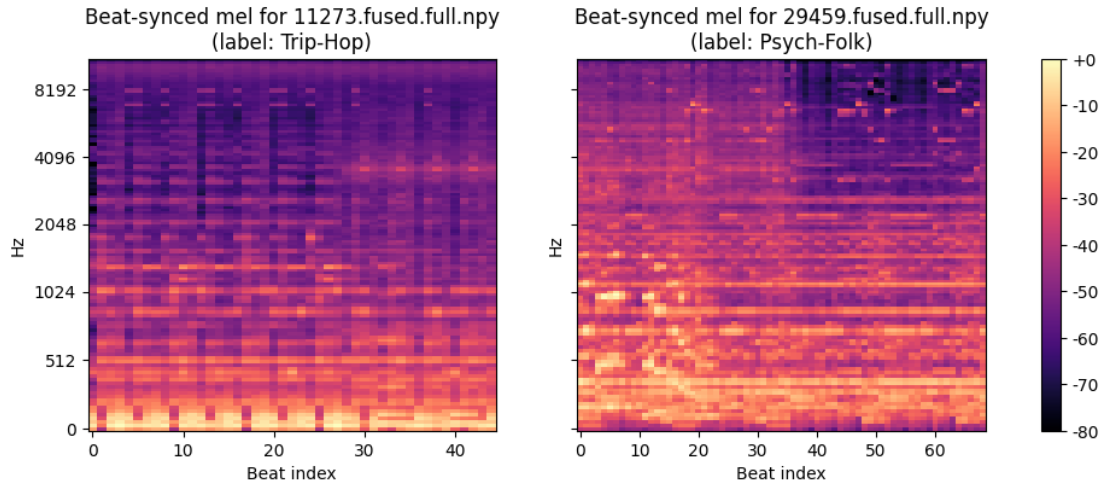 Beat-synced mel for 11273.fused.full.npy
(label: Trip-Hop)
Beat-synced mel for 29459.fused.full.npy
(label: Psych-Folk)
Hz
8192
4096
2048
1024
512
0
0 10 20 30 40
Beat index
Hz
0 10 20 30 40 50 60
Beat index
+0
-10
-20
-30
-40
-50
-60
-70
-80